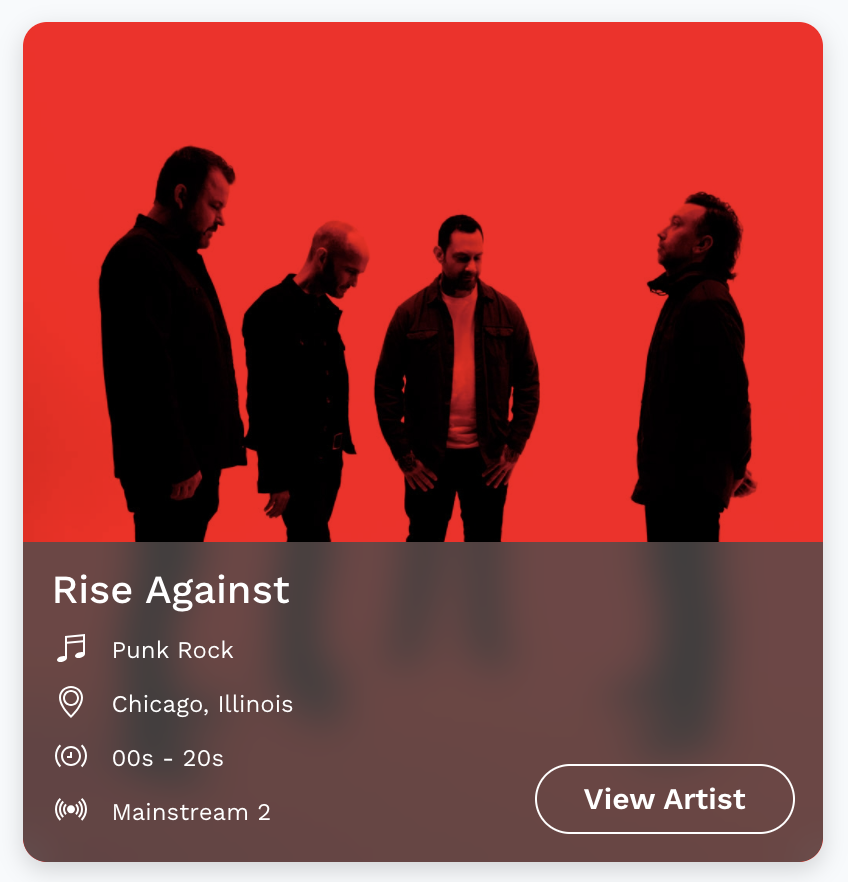 Rise Against
Punk Rock
Chicago, Illinois
00s - 20s
Mainstream 2
View Artist